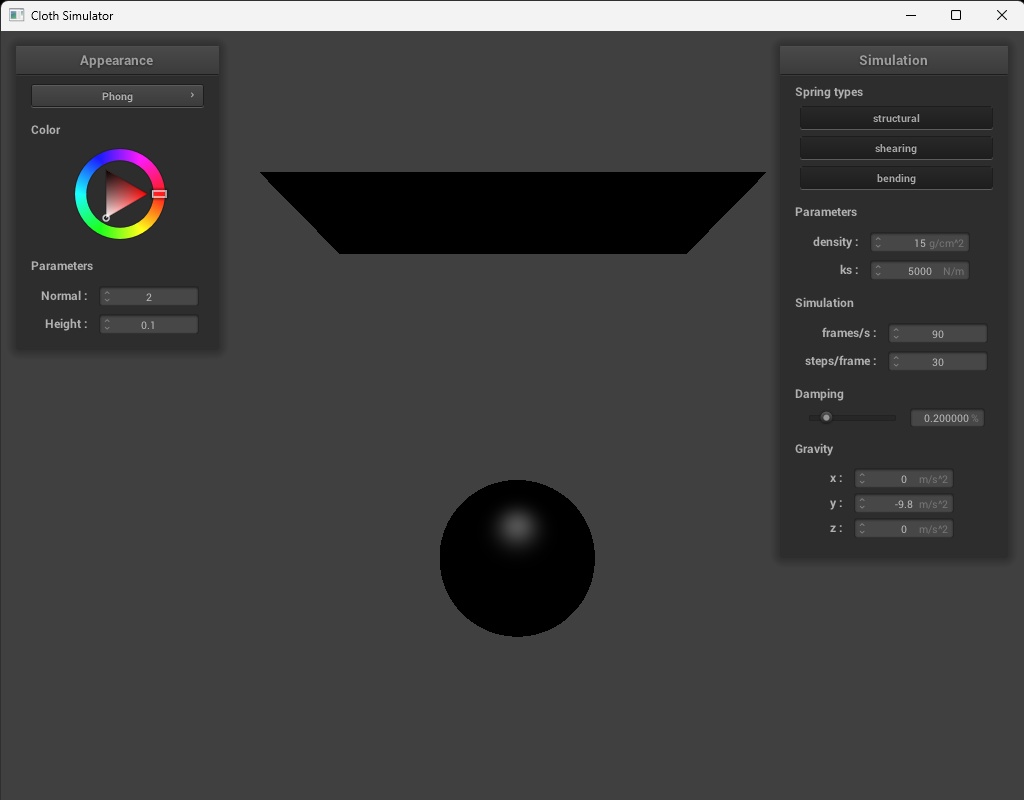 Cloth Simulator
Appearance
Phong
Color
Parameters
Normal : 2
Height : 0.1
Simulation
Spring types
structural
shearing
bending
Parameters
density : 15 g/cm^2
ks : 5000 N/m
Simulation
frames/s : 90
steps/frame : 30
Damping
0.200000 %
Gravity
x : 0 m/s^2
y : -9.8 m/s^2
z : 0 m/s^2